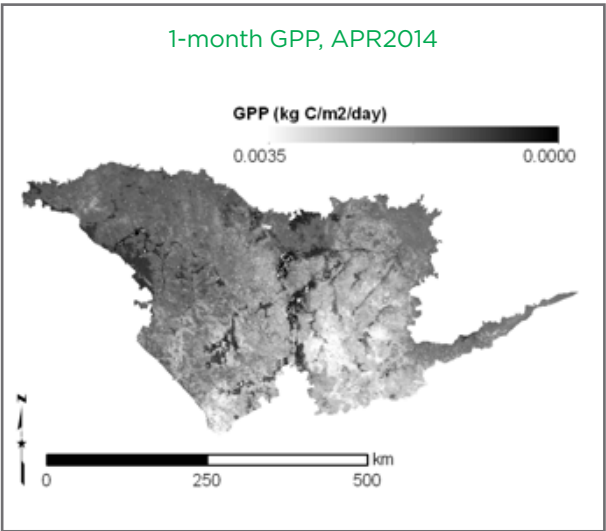 1-month GPP, APR2014
GPP (kg C/m2/day)
0.0035 0.0000
N
km
0 250 500